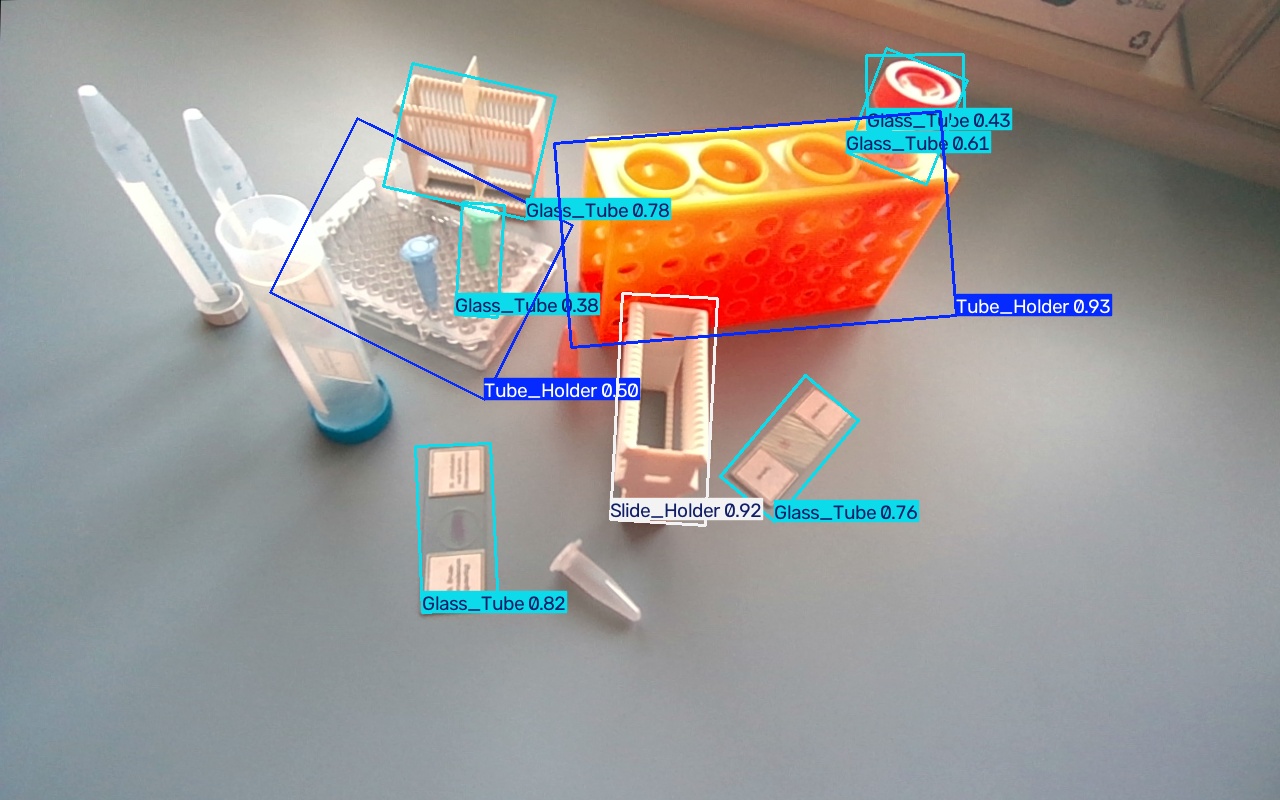 Glass_Tube 0.43
Glass_Tube 0.61
Glass_Tube 0.78
Glass_Tube 0.38
Tube_Holder 0.93
Tube_Holder 0.50
Slide_Holder 0.92
Glass_Tube 0.76
Glass_Tube 0.82